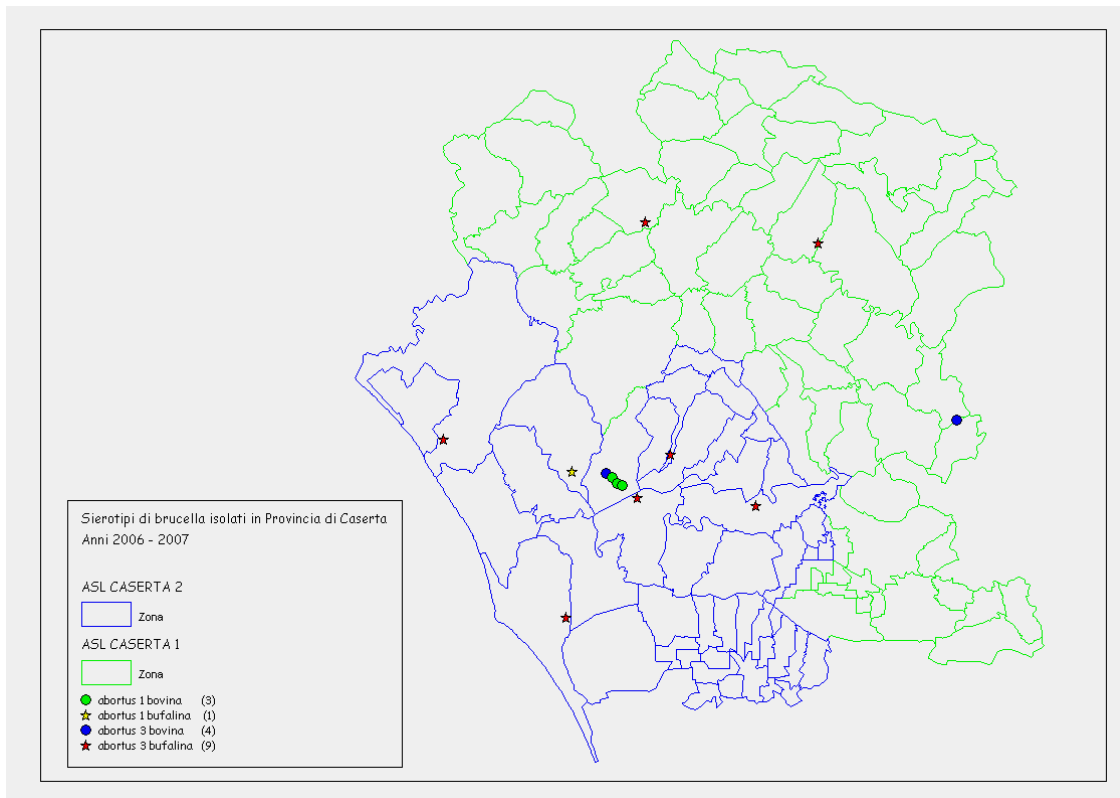 Sierotipi di brucella isolati in Provincia di Caserta
Anni 2006 - 2007
ASL CASERTA 2
Zona
ASL CASERTA 1
Zona
abortus 1 bovina (3)
abortus 1 bufalina (1)
abortus 3 bovina (4)
abortus 3 bufalina (9)